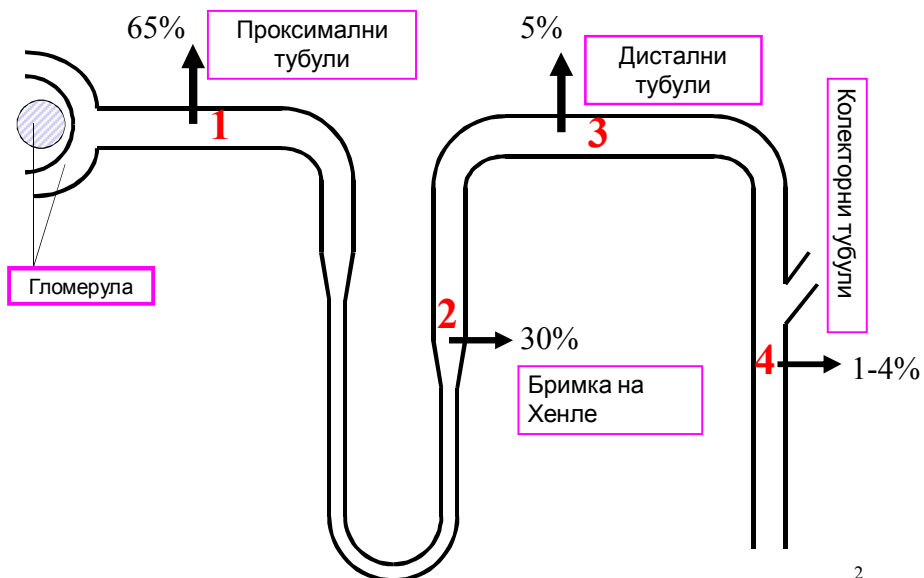 65%
Проксимални
тубули
5%
Дистални
тубули
Колекторни тубули
1
3
Гломерула
2
30%
4
1-4%
Бримка на
Хенле
2